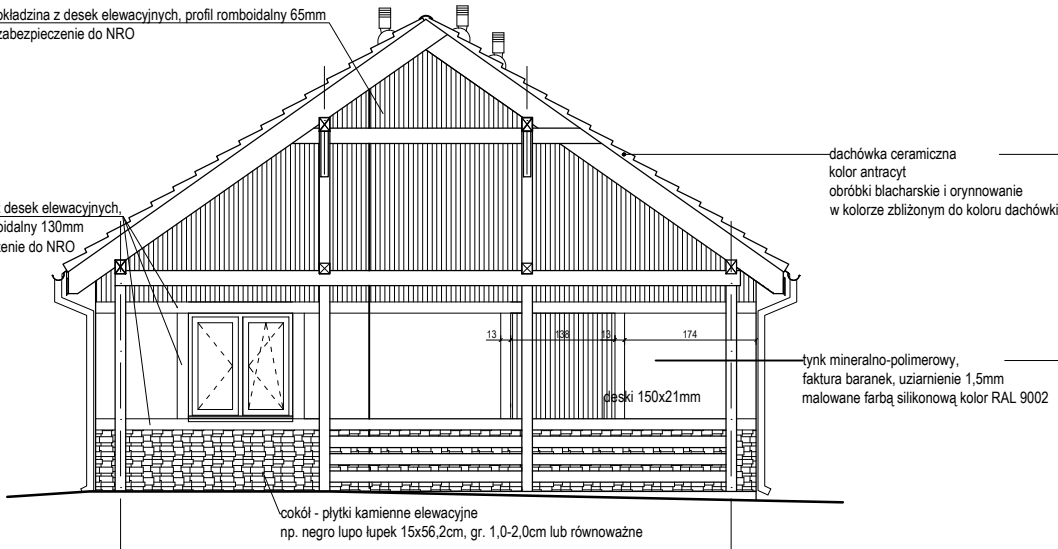 okładzina z desek elewacyjnych, profil romboidalny 65mm
zabezpieczenie do NRO
dachówka ceramiczna
kolor antracyt
obróbki blacharskie i orynnowanie
w kolorze zbliżonym do koloru dachówki
z desek elewacyjnych,
oidalny 130mm
zenie do NRO
13 138 13 174
tynk mineralno-polimerowy,
faktura baranek, uziarnienie 1,5mm
malowane farbą silikonową kolor RAL 9002
deski 150x21mm
cokół - płytki kamienne elewacyjne
np. negro lupo łupek 15x56,2cm, gr. 1,0-2,0cm lub równoważne